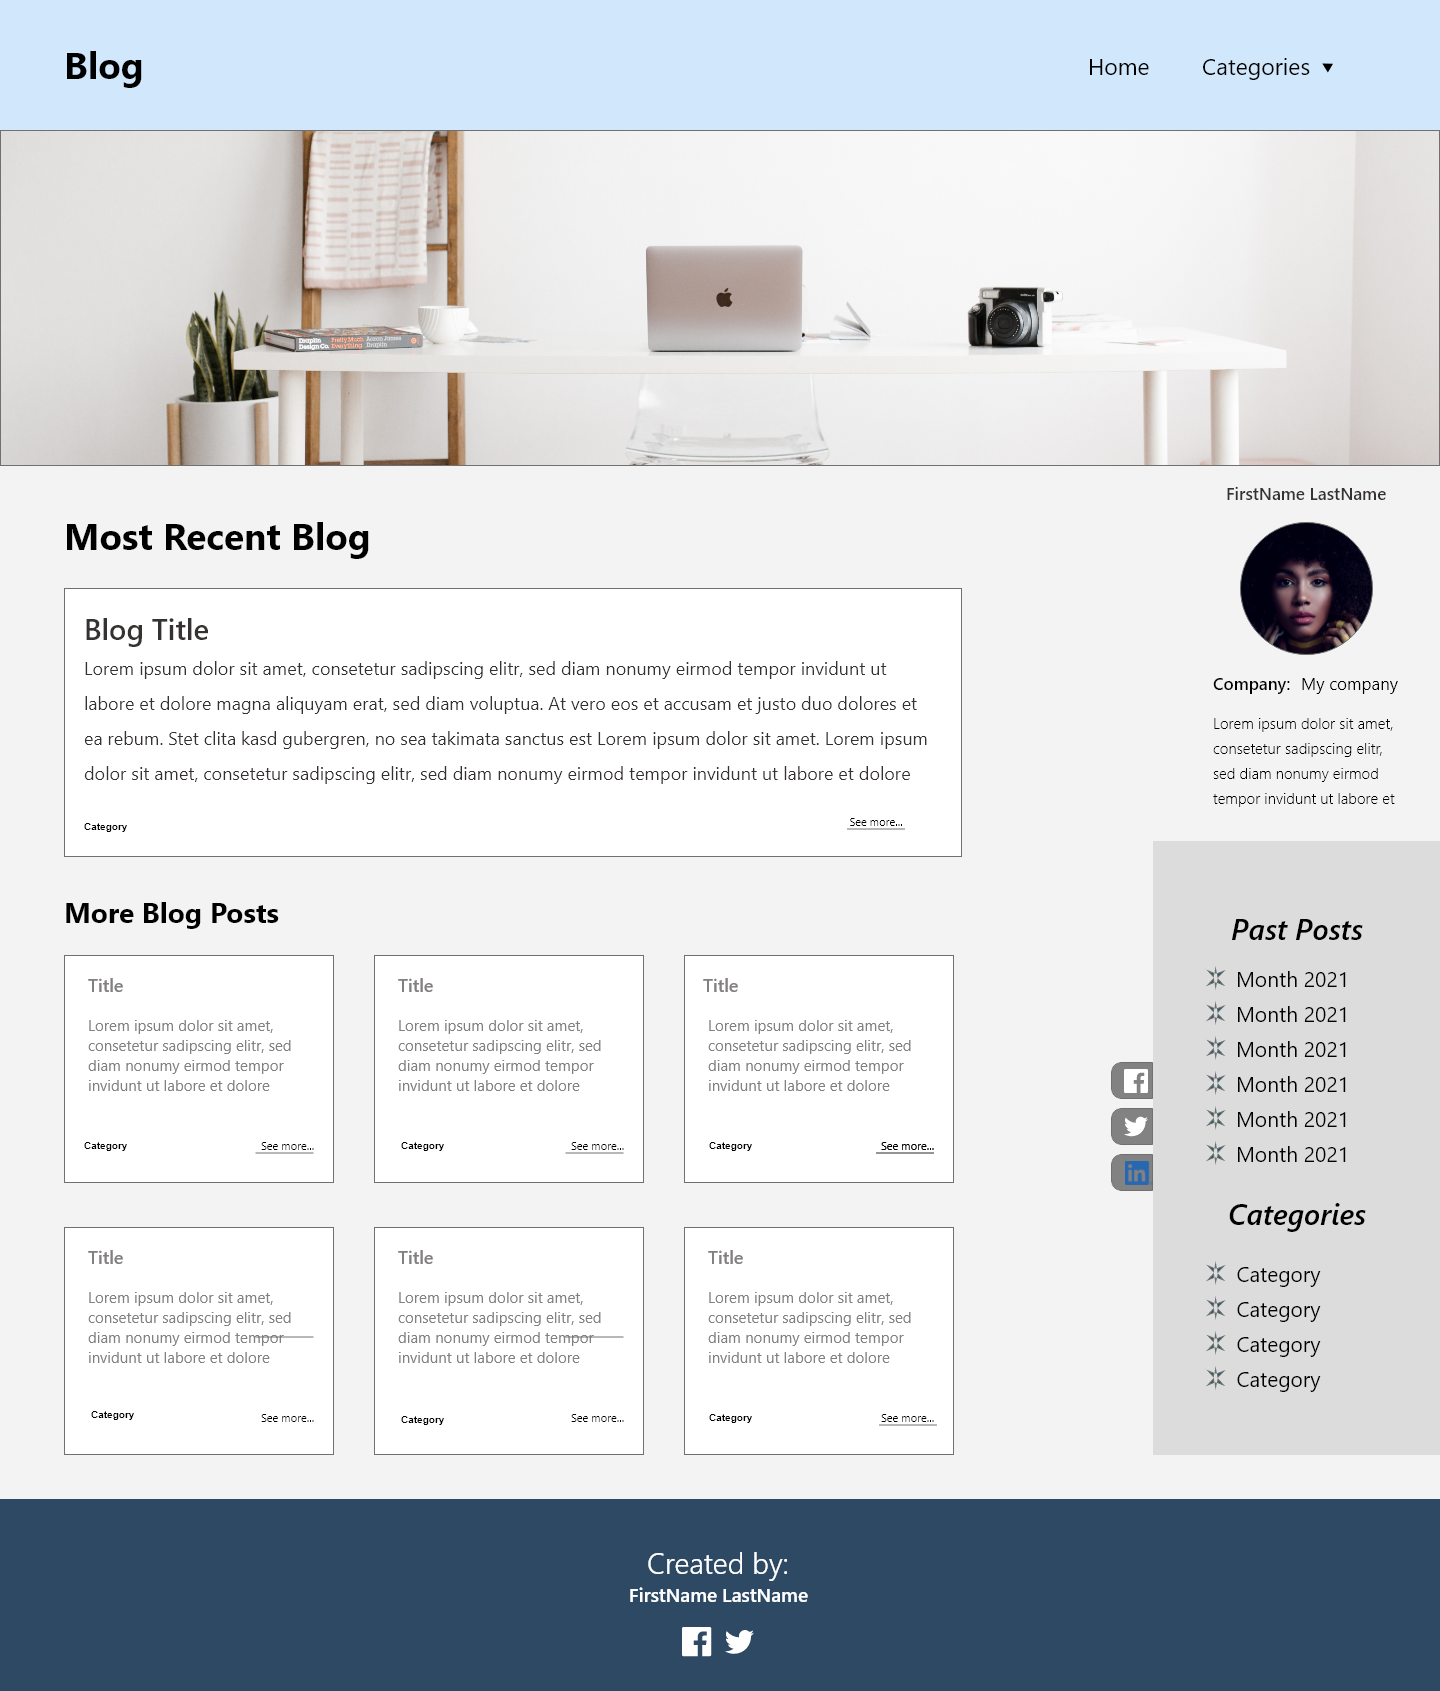 Blog
Home
Categories ▼
Draplin Design Co.
Pretty Much Everything
Aaron James Draplin
FirstName LastName
Company: My company
Lorem ipsum dolor sit amet,
consetetur sadipscing elitr,
sed diam nonumy eirmod
tempor invidunt ut labore et
Most Recent Blog
Blog Title
Lorem ipsum dolor sit amet, consetetur sadipscing elitr, sed diam nonumy eirmod tempor invidunt ut
labore et dolore magna aliquyam erat, sed diam voluptua. At vero eos et accusam et justo duo dolores et
ea rebum. Stet clita kasd gubergren, no sea takimata sanctus est Lorem ipsum dolor sit amet. Lorem ipsum
dolor sit amet, consetetur sadipscing elitr, sed diam nonumy eirmod tempor invidunt ut labore et dolore
Category
See more...
More Blog Posts
Title
Lorem ipsum dolor sit amet,
consetetur sadipscing elitr, sed
diam nonumy eirmod tempor
invidunt ut labore et dolore
Category
See more...
Title
Lorem ipsum dolor sit amet,
consetetur sadipscing elitr, sed
diam nonumy eirmod tempor
invidunt ut labore et dolore
Category
See more...
Title
Lorem ipsum dolor sit amet,
consetetur sadipscing elitr, sed
diam nonumy eirmod tempor
invidunt ut labore et dolore
Category
See more...
Title
Lorem ipsum dolor sit amet,
consetetur sadipscing elitr, sed
diam nonumy eirmod tempor
invidunt ut labore et dolore
Category
See more...
Title
Lorem ipsum dolor sit amet,
consetetur sadipscing elitr, sed
diam nonumy eirmod tempor
invidunt ut labore et dolore
Category
See more...
Title
Lorem ipsum dolor sit amet,
consetetur sadipscing elitr, sed
diam nonumy eirmod tempor
invidunt ut labore et dolore
Category
See more...
Past Posts
Month 2021
Month 2021
Month 2021
Month 2021
Month 2021
Month 2021
Categories
Category
Category
Category
Category
Created by:
FirstName LastName